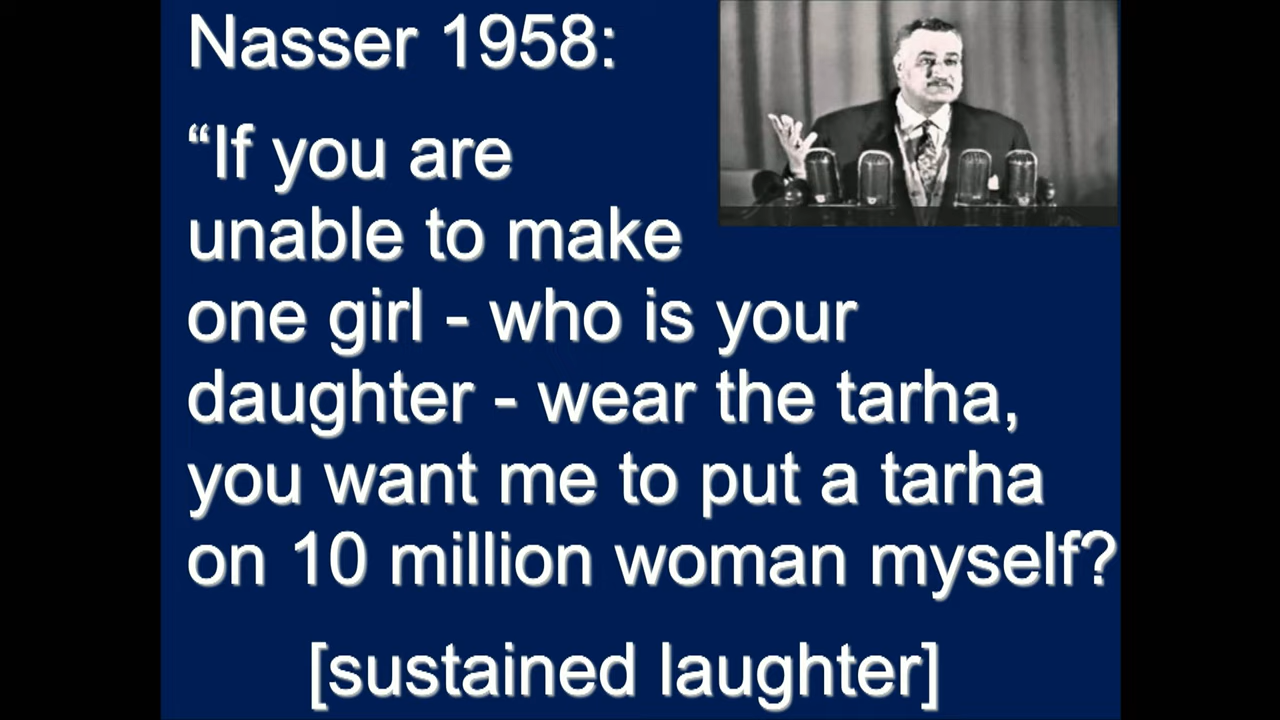 Nasser 1958:
“If you are
unable to make
one girl - who is your
daughter - wear the tarha,
you want me to put a tarha
on 10 million woman myself?
[sustained laughter]